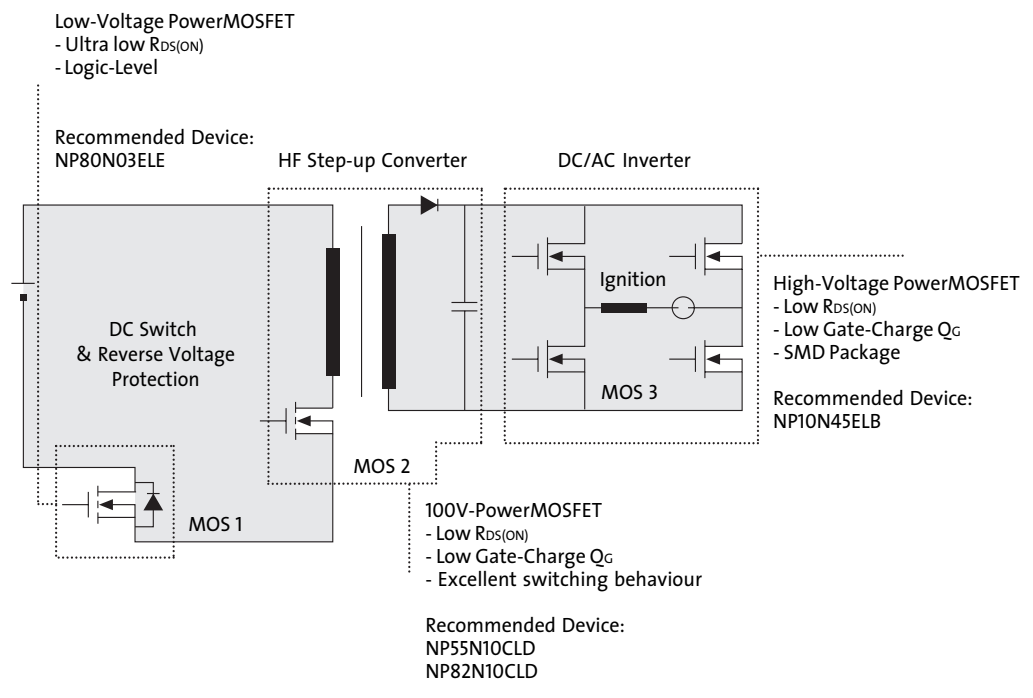 Low-Voltage PowerMOSFET
- Ultra low RDS(ON)
- Logic-Level
Recommended Device:
NP80N03ELE
HF Step-up Converter
DC/AC Inverter
Ignition
DC Switch
& Reverse Voltage
Protection
MOS 3
High-Voltage PowerMOSFET
- Low RDS(ON)
- Low Gate-Charge QG
- SMD Package
Recommended Device:
NP10N45ELB
MOS 2
MOS 1
100V-PowerMOSFET
- Low RDS(ON)
- Low Gate-Charge QG
- Excellent switching behaviour
Recommended Device:
NP55N10CLD
NP82N10CLD